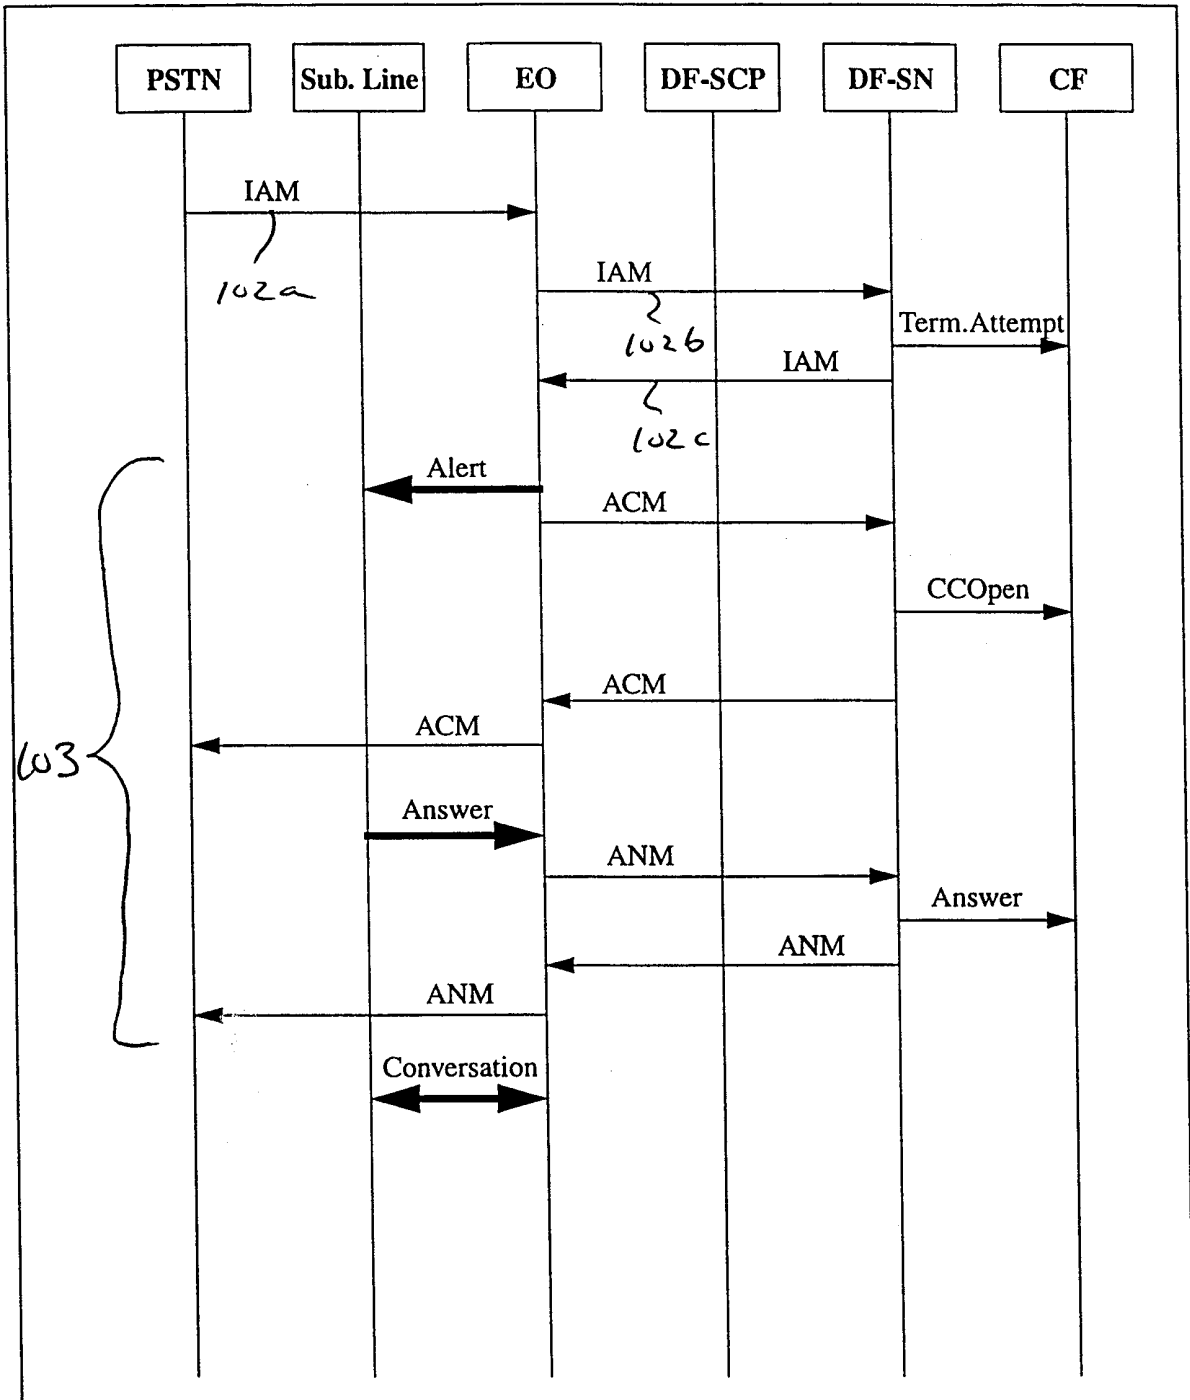 PSTN Sub. Line EO DF-SCP DF-SN CF
IAM
102a
IAM
102b
Term.Attempt
IAM
102c
Alert
ACM
CCOpen
ACM
ACM
103
Answer
ANM
Answer
ANM
ANM
Conversation